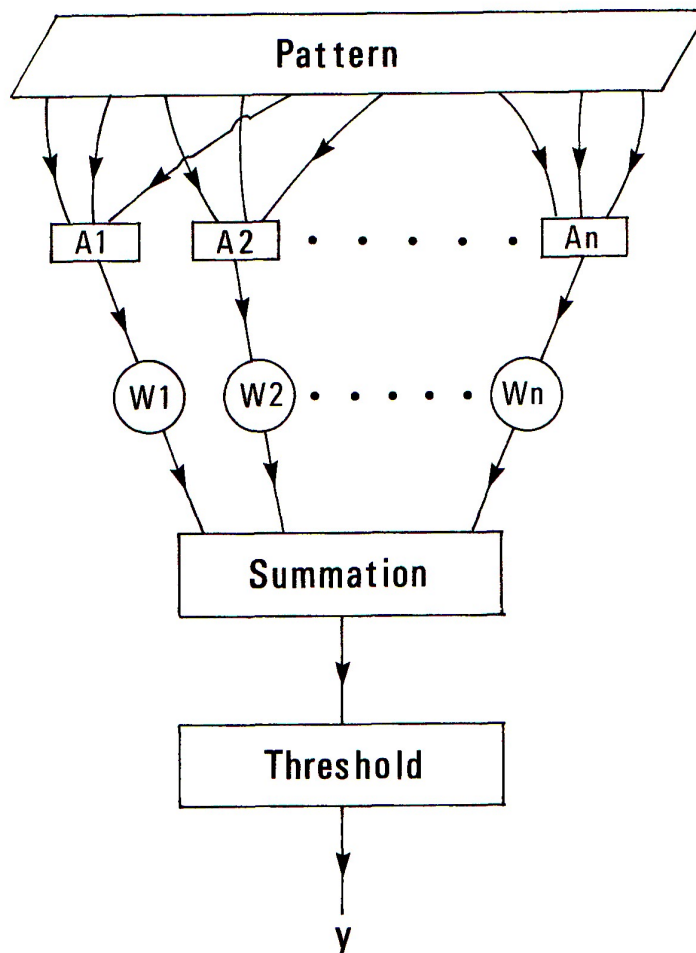 Pattern
A1 A2 An
W1 W2 Wn
Summation
Threshold
y